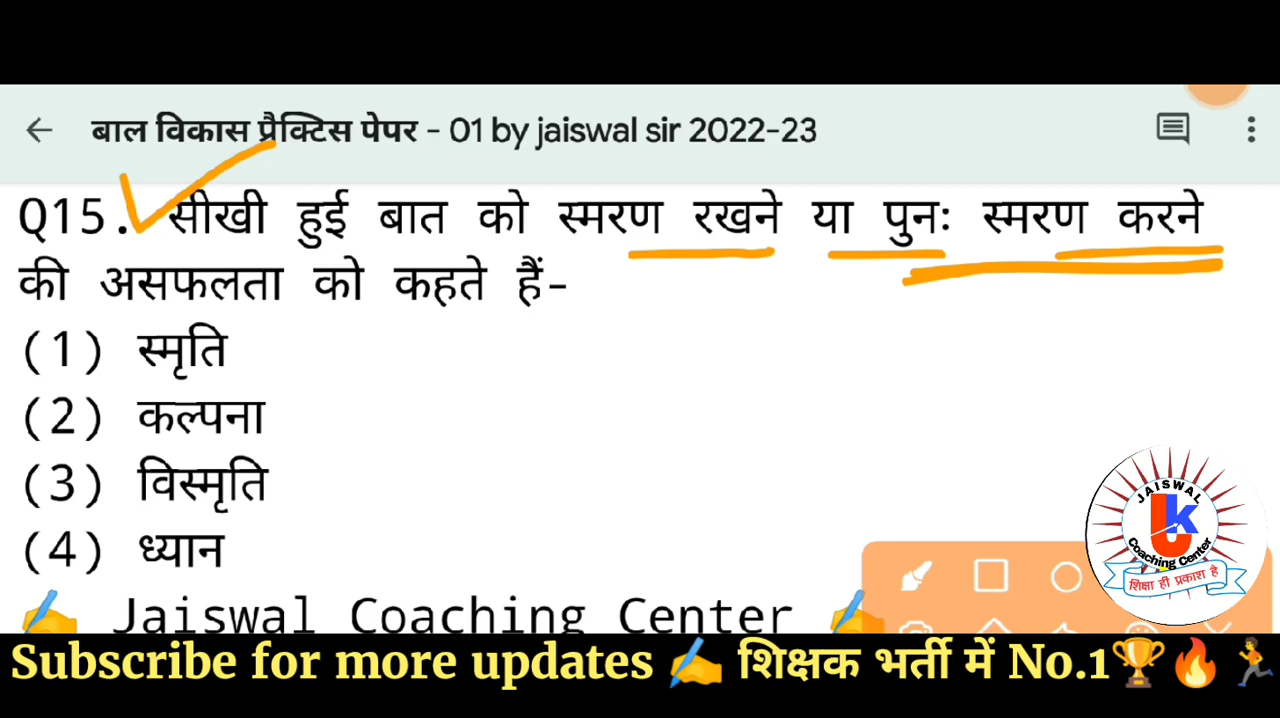 बाल विकास प्रैक्टिस पेपर - 01 by jaiswal sir 2022-23
Q15. सीखी हुई बात को स्मरण रखने या पुनः स्मरण करने
की असफलता को कहते हैं-
(1) स्मृति
(2) कल्पना
(3) विस्मृति
(4) ध्यान
JAISWAL
UK
Coaching Center
शिक्षा ही प्रकाश है
✍ Jaiswal Coaching Center ✍
Subscribe for more updates ✍ शिक्षक भर्ती में No.1🏆🔥🏃